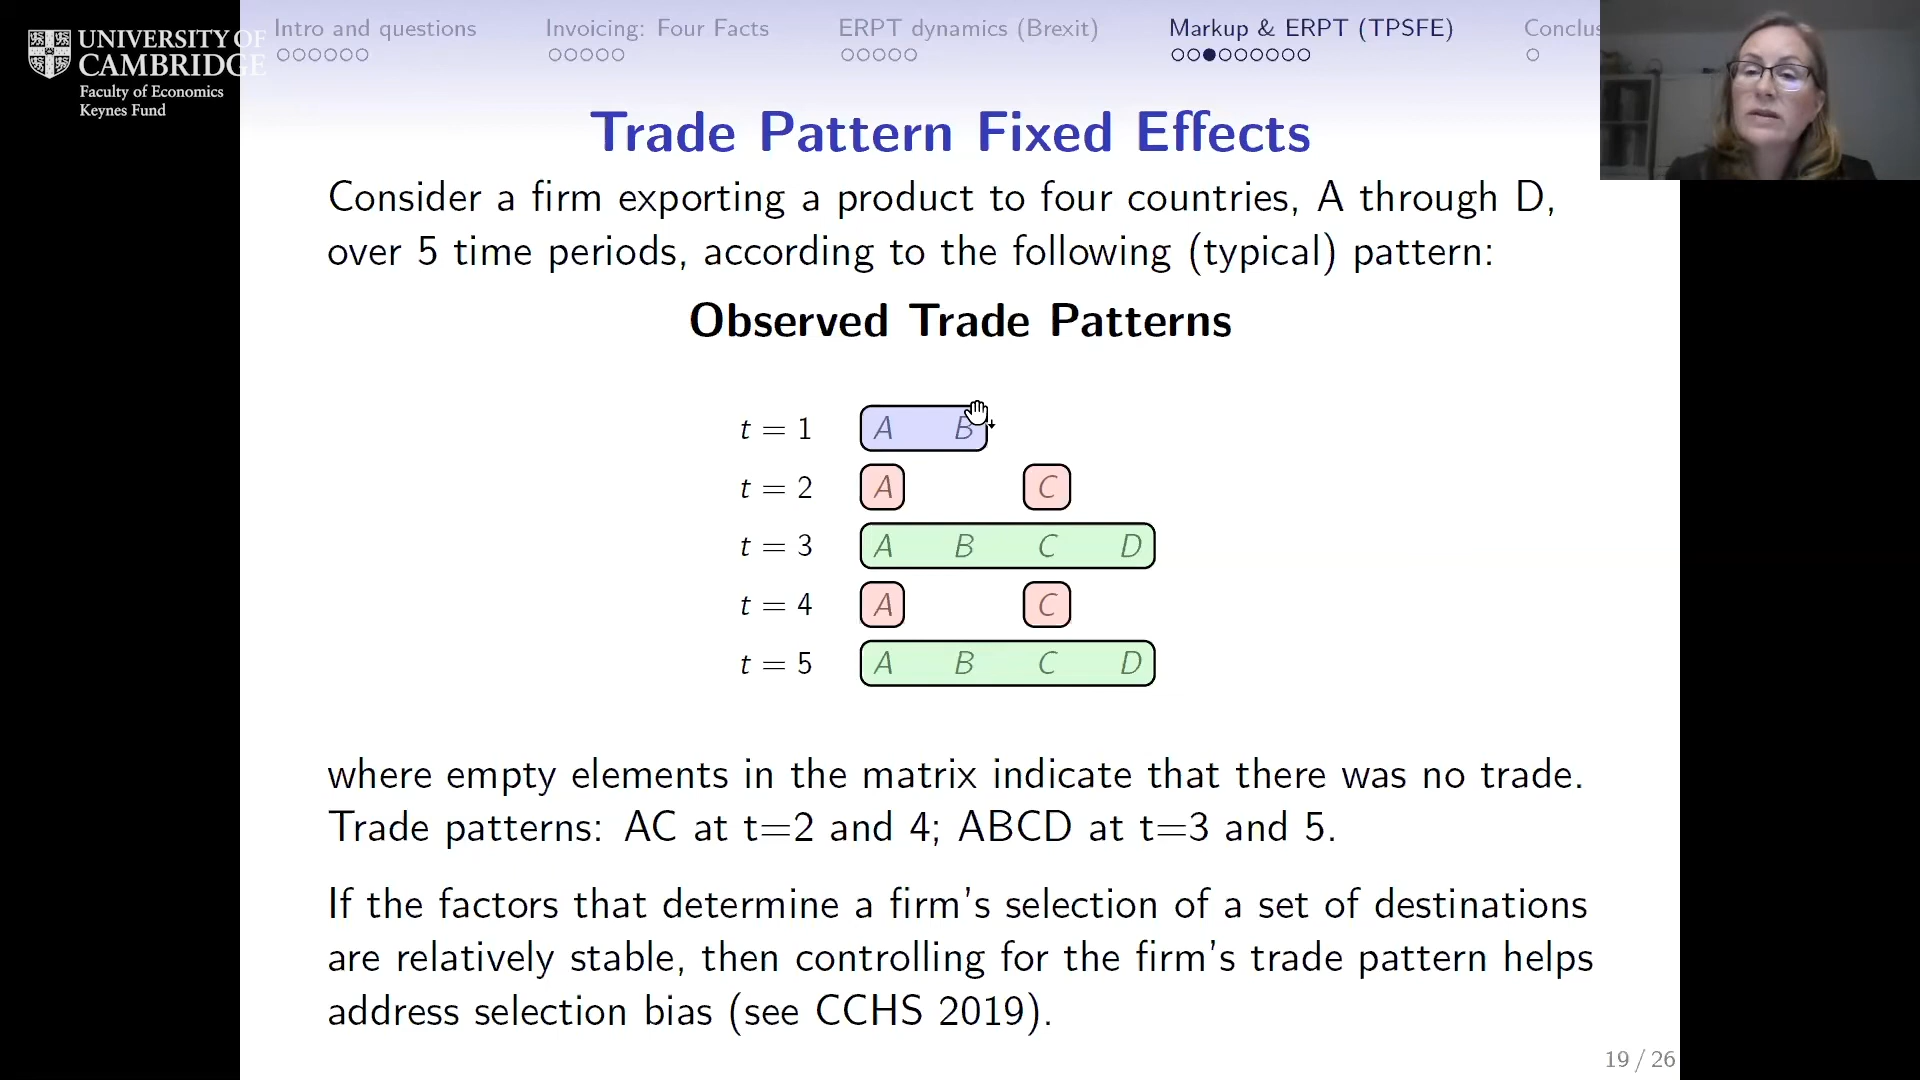 UNIVERSITY OF
CAMBRIDGE
Faculty of Economics
Keynes Fund
Intro and questions
Invoicing: Four Facts
ERPT dynamics (Brexit)
Markup & ERPT (TPSFE)
Conclus
Trade Pattern Fixed Effects
Consider a firm exporting a product to four countries, A through D,
over 5 time periods, according to the following (typical) pattern:
Observed Trade Patterns
t = 1 A B
t = 2 A C
t = 3 A B C D
t = 4 A C
t = 5 A B C D
where empty elements in the matrix indicate that there was no trade.
Trade patterns: AC at t=2 and 4; ABCD at t=3 and 5.
If the factors that determine a firm's selection of a set of destinations
are relatively stable, then controlling for the firm's trade pattern helps
address selection bias (see CCHS 2019).
19 / 26